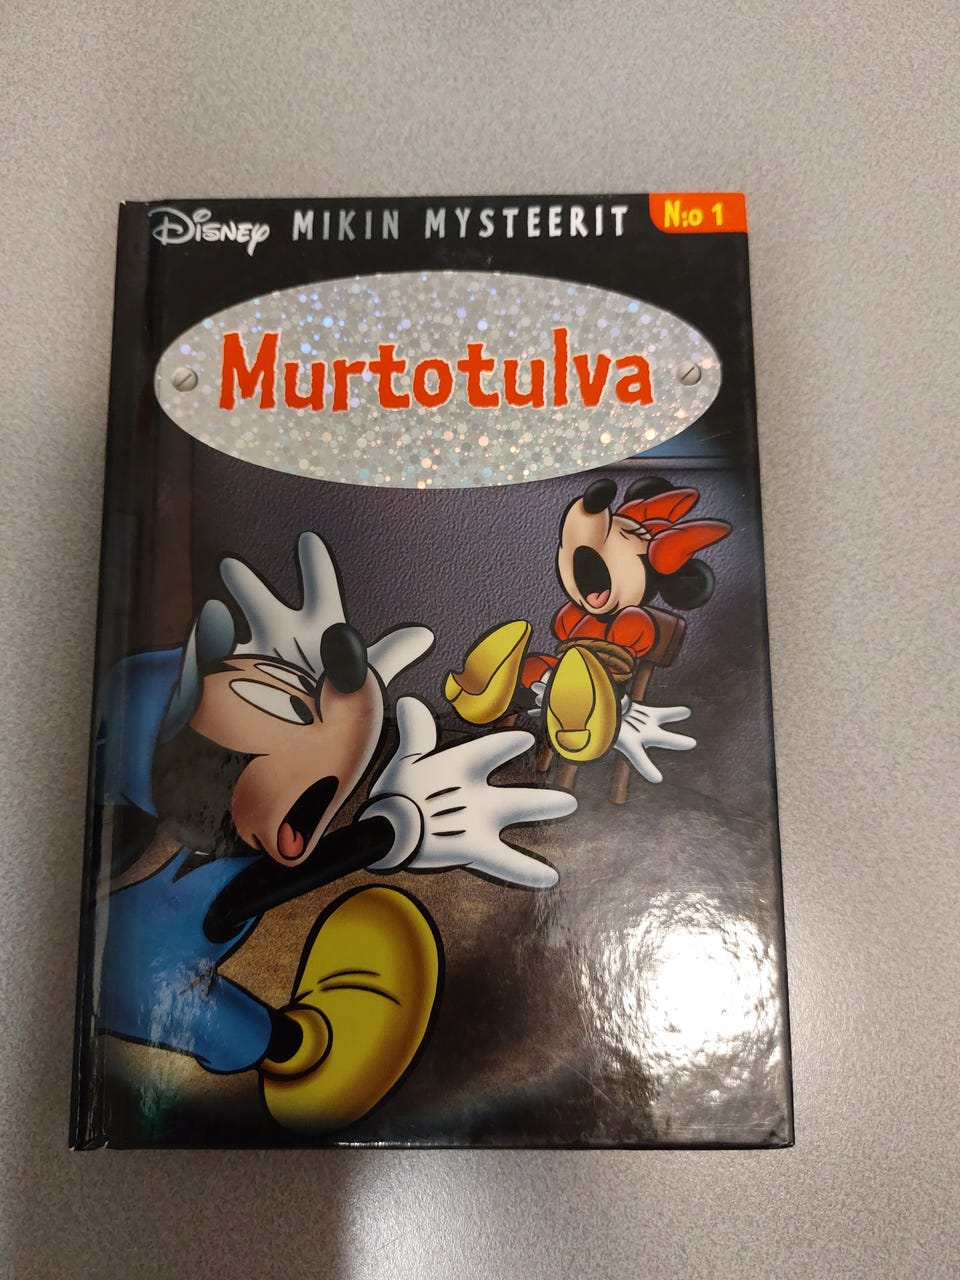 Disney MIKIN MYSTEERIT N:o 1
Murtotulva